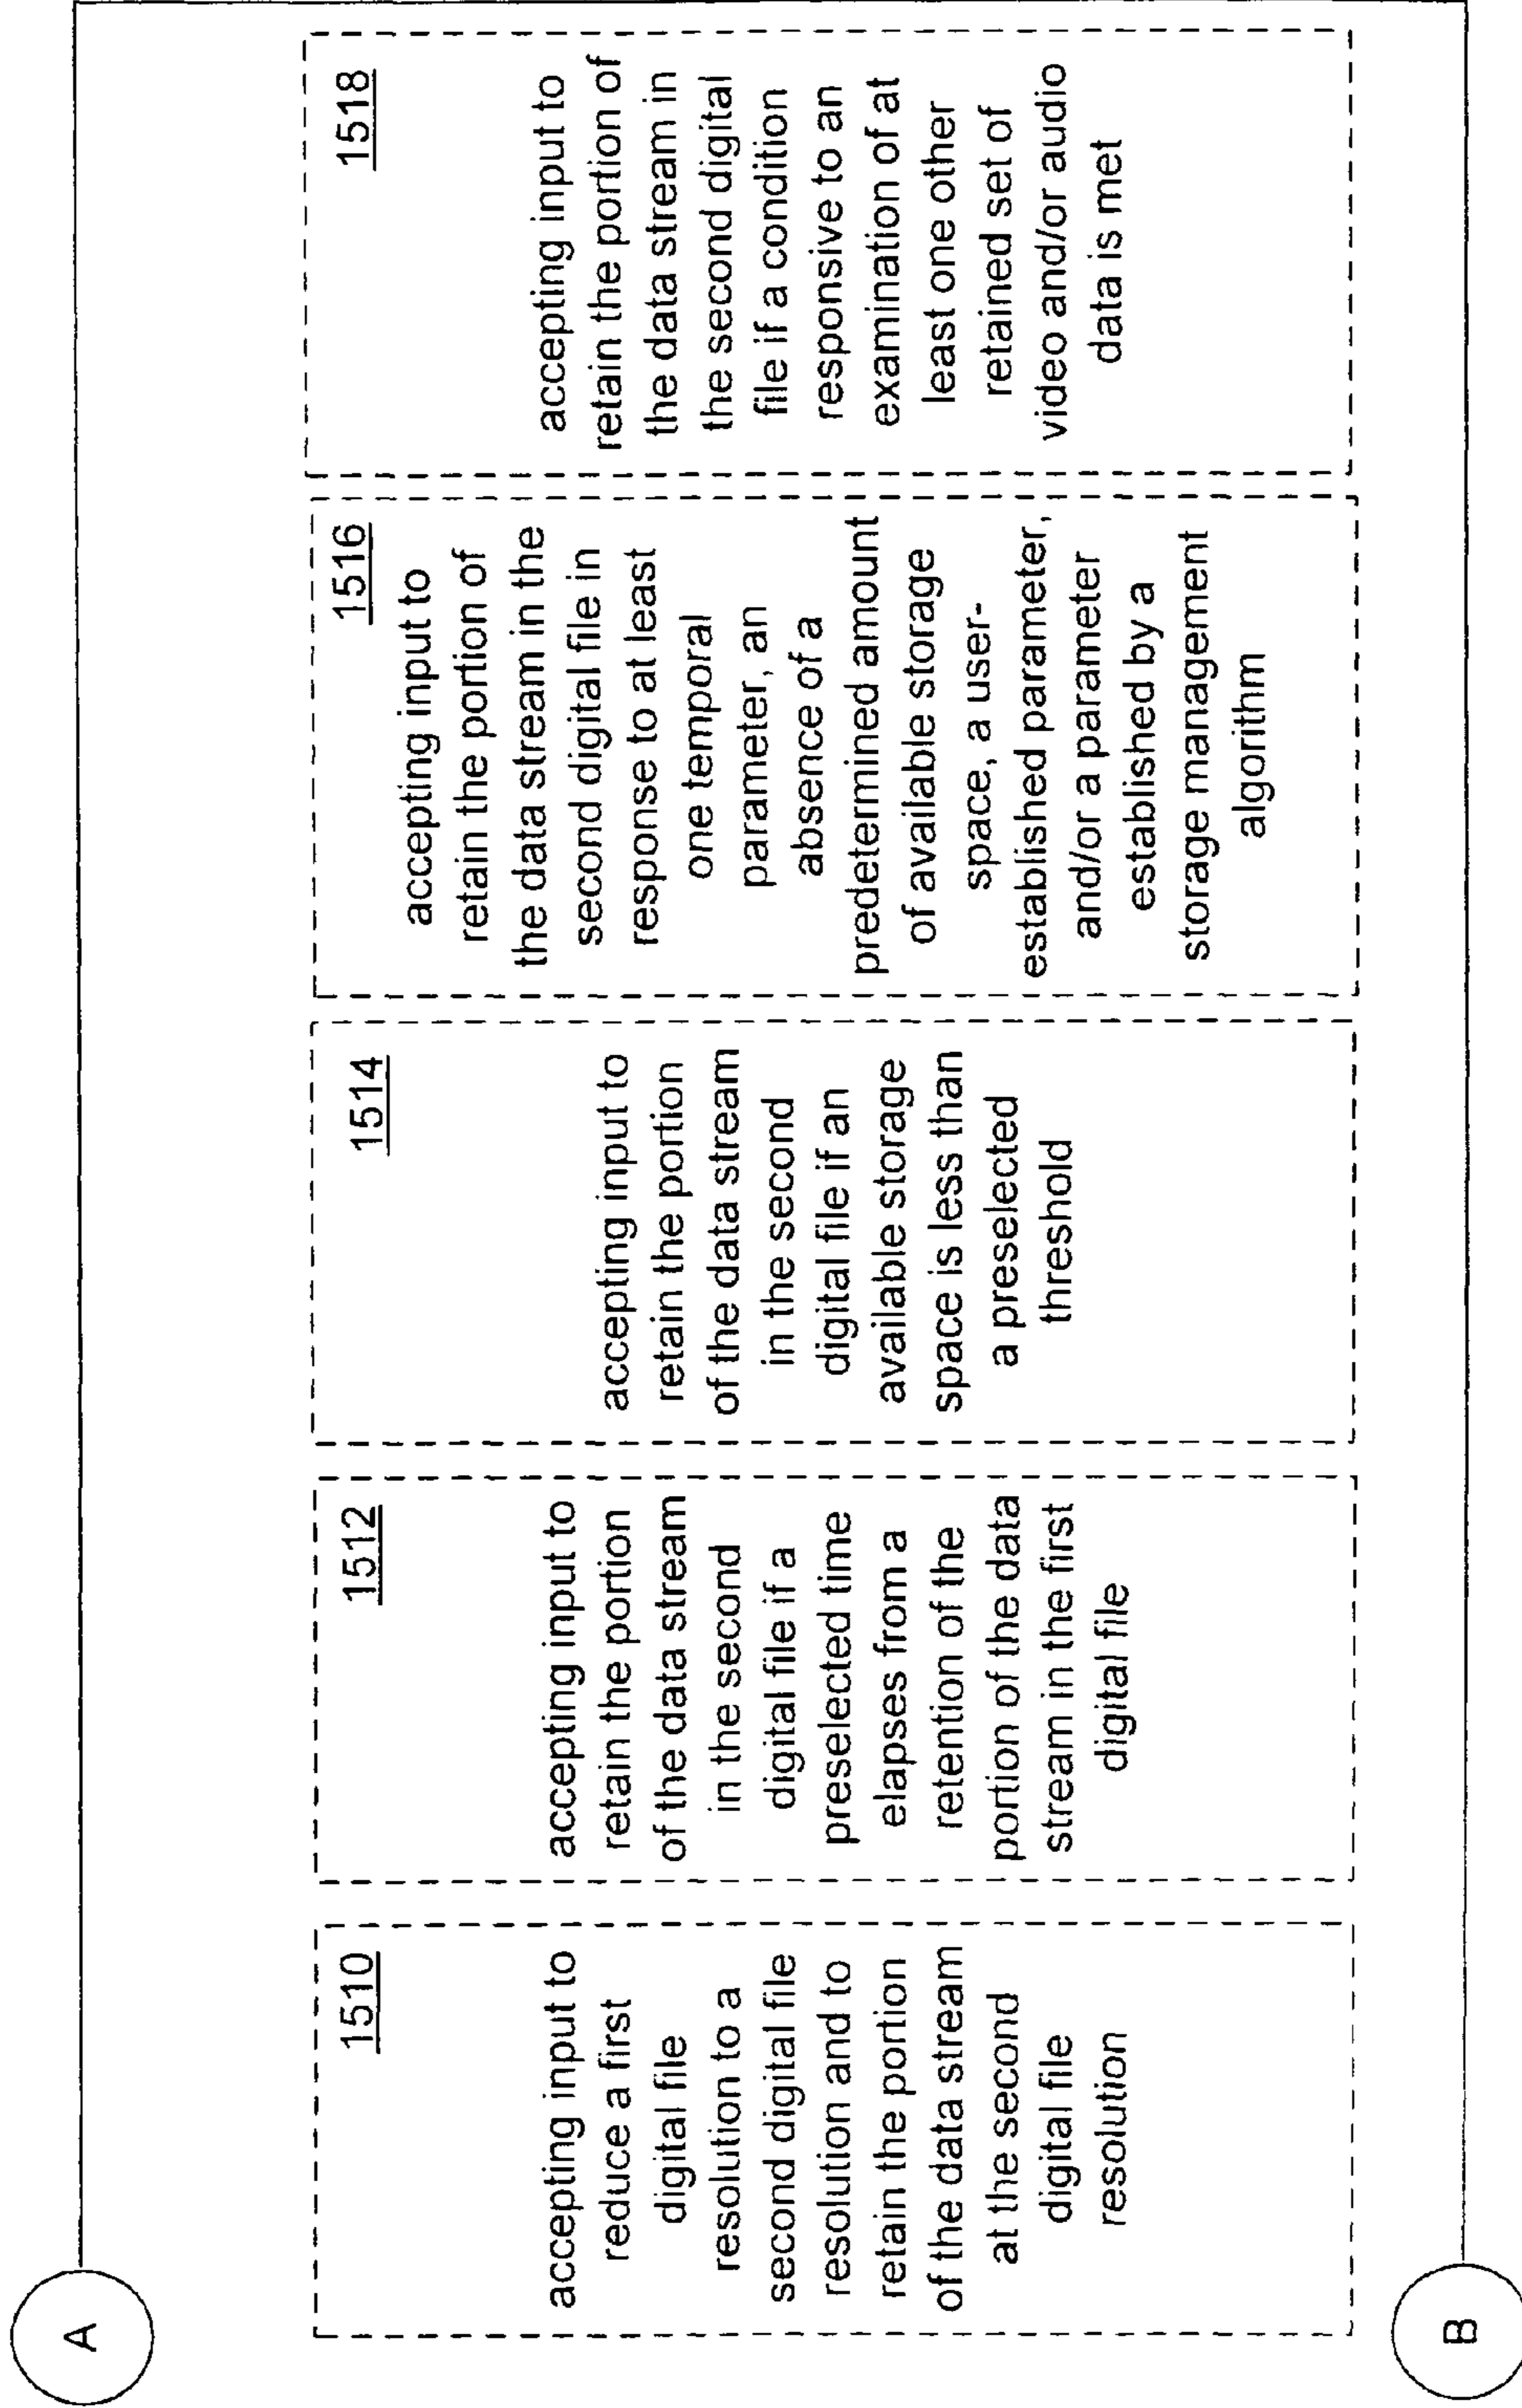 A
1510
accepting input to
reduce a first
digital file
resolution to a
second digital file
resolution and to
retain the portion
of the data stream
at the second
digital file
resolution
1512
accepting input to
retain the portion
of the data stream
in the second
digital file if a
preselected time
elapses from a
retention of the
portion of the data
stream in the first
digital file
1514
accepting input to
retain the portion
of the data stream
in the second
digital file if an
available storage
space is less than
a preselected
threshold
1516
accepting input to
retain the portion of
the data stream in the
second digital file in
response to at least
one temporal
parameter, an
absence of a
predetermined amount
of available storage
space, a user-
established parameter,
and/or a parameter
established by a
storage management
algorithm
1518
accepting input to
retain the portion of
the data stream in
the second digital
file if a condition
responsive to an
examination of at
least one other
retained set of
video and/or audio
data is met
B